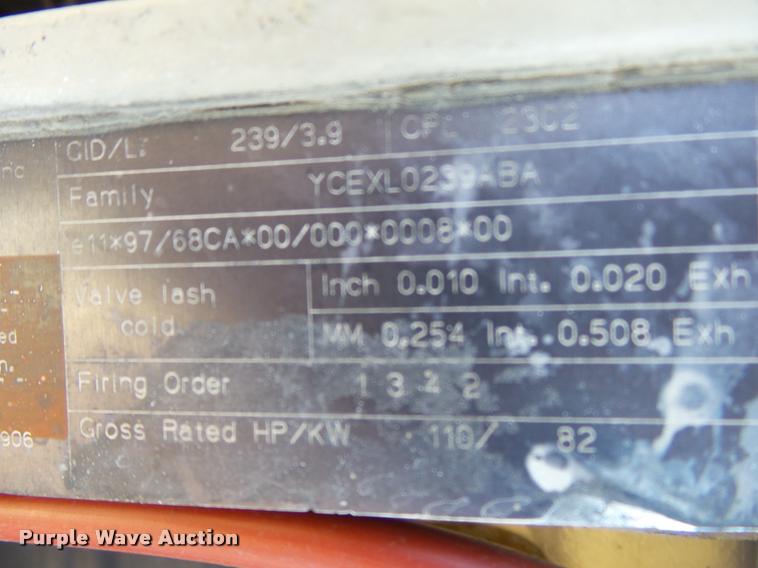 CID/L: 239/3.9 CPL 2302
Family YCEXL0239ABA
e11*97/68CA*00/000*0008*00
Valve lash cold
Inch 0.010 Int. 0.020 Exh
MM 0.254 Int. 0.508 Exh
Firing Order 1 3 4 2
Gross Rated HP/KW 110/ 82
906
Purple Wave Auction